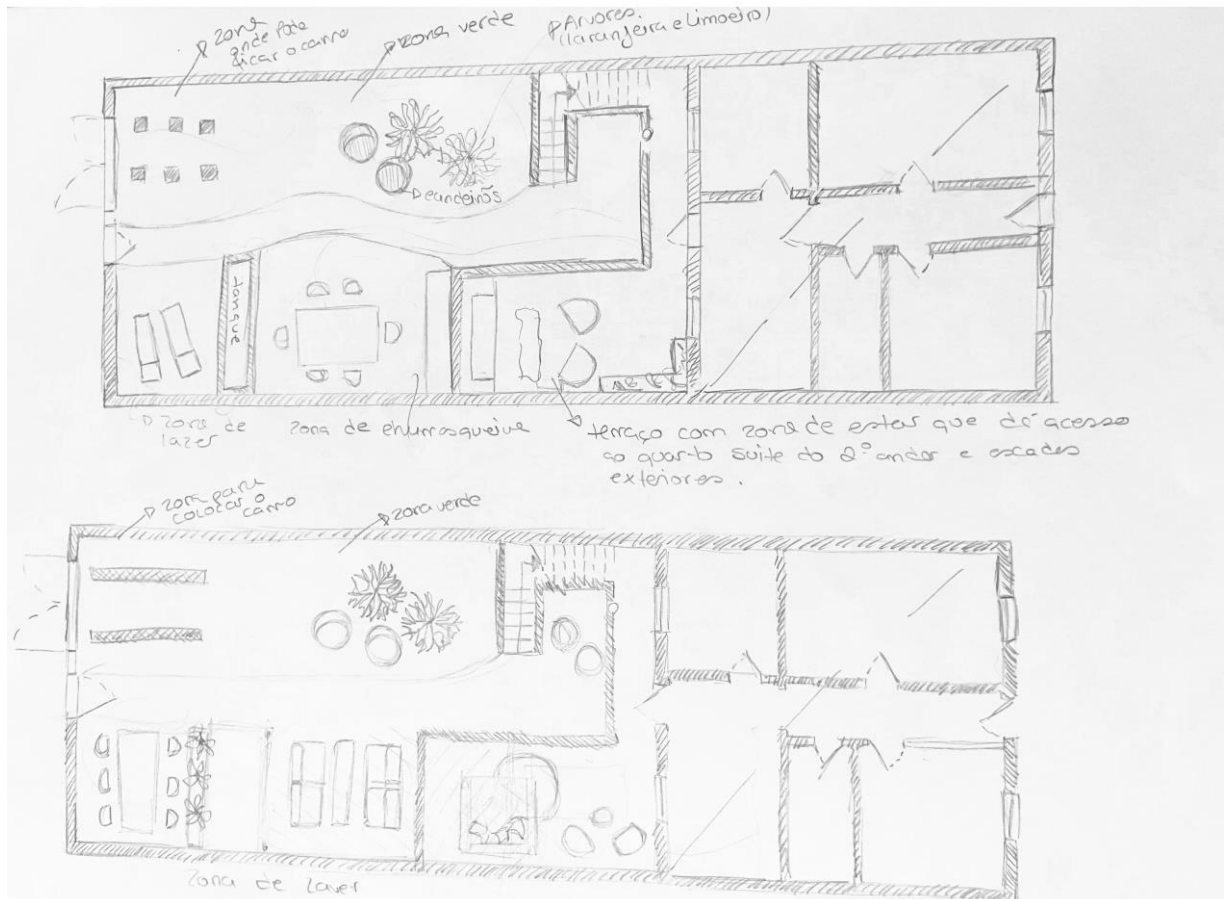 zona
onde pode
ficar o carro
zona verde
Árvores
(laranjeira e limoeiro)
candeeiros
tanque
zona de
lazer
zona de churrasqueira
terraço com zona de estar que dá acesso
ao quarto suite do 2º andar e escadas
exteriores.
zona para
colocar o
carro
zona verde
zona de lazer